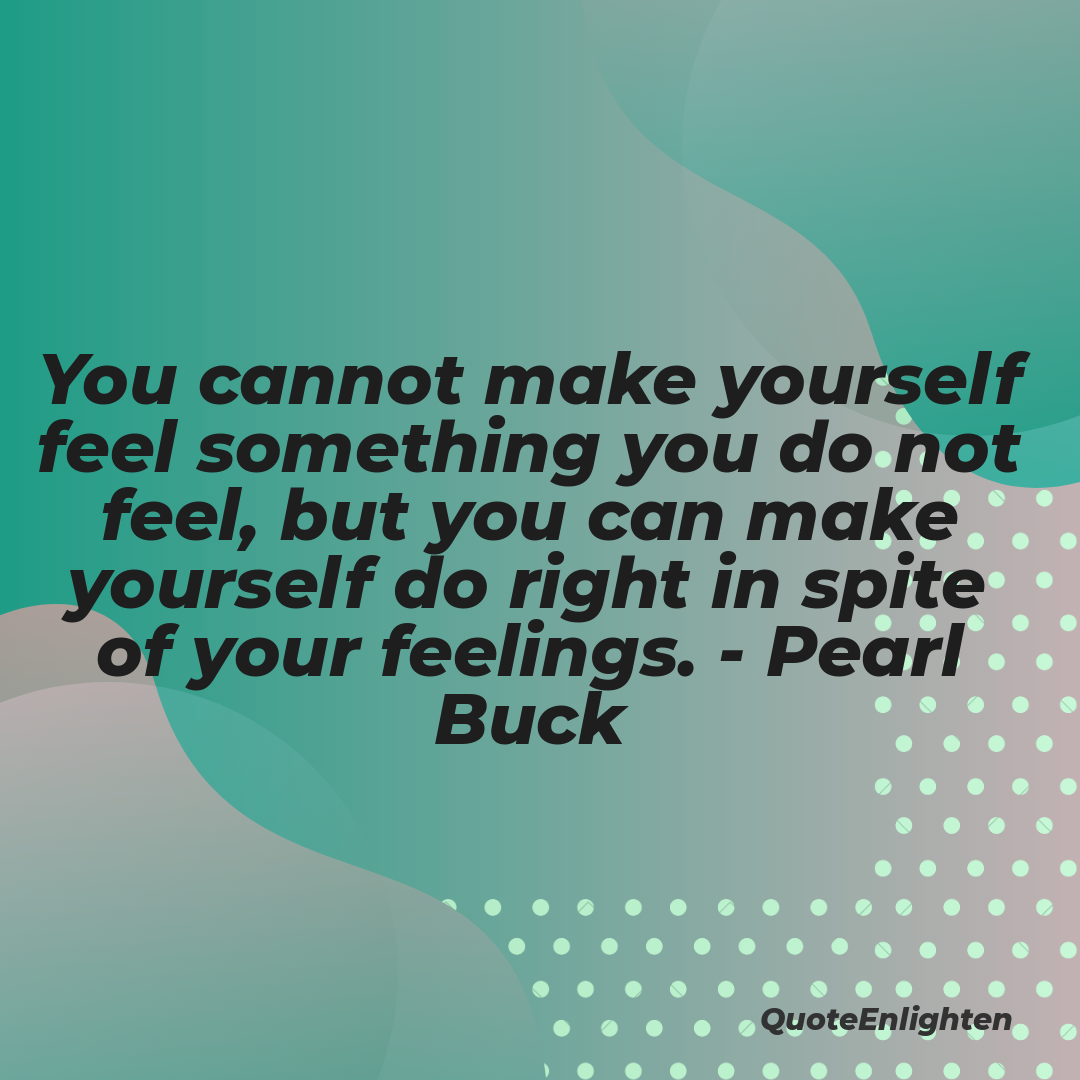 You cannot make yourself
feel something you do not
feel, but you can make
yourself do right in spite
of your feelings. - Pearl
Buck
QuoteEnlighten